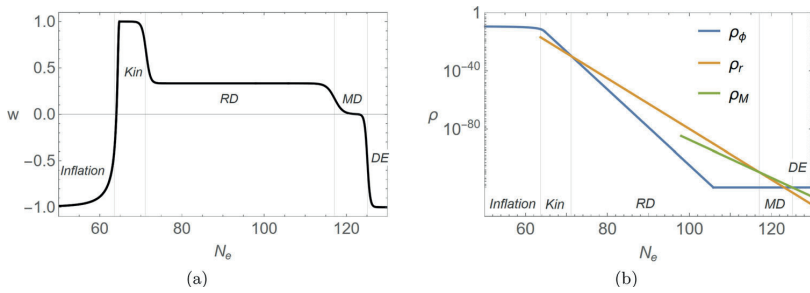 1.0
0.5
0.0
-0.5
-1.0
w
Kin
RD
MD
Inflation
DE
60
80
100
120
N_e
(a)
1
10^-40
10^-80
ρ
ρ_ϕ
ρ_r
ρ_M
DE
Inflation
Kin
RD
MD
60
80
100
120
N_e
(b)